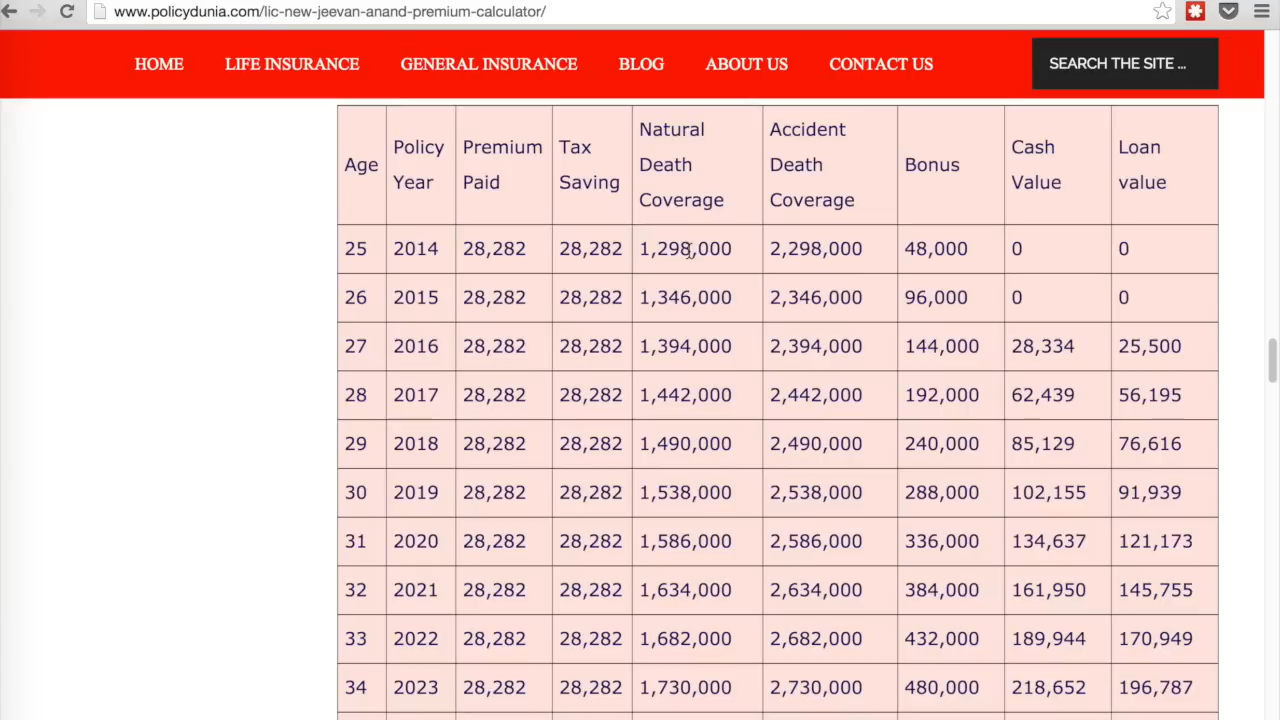 www.policydunia.com/lic-new-jeevan-anand-premium-calculator/
HOME LIFE INSURANCE GENERAL INSURANCE BLOG ABOUT US CONTACT US SEARCH THE SITE ...
Age Policy Year Premium Paid Tax Saving Natural Death Coverage Accident Death Coverage Bonus Cash Value Loan value
25 2014 28,282 28,282 1,298,000 2,298,000 48,000 0 0
26 2015 28,282 28,282 1,346,000 2,346,000 96,000 0 0
27 2016 28,282 28,282 1,394,000 2,394,000 144,000 28,334 25,500
28 2017 28,282 28,282 1,442,000 2,442,000 192,000 62,439 56,195
29 2018 28,282 28,282 1,490,000 2,490,000 240,000 85,129 76,616
30 2019 28,282 28,282 1,538,000 2,538,000 288,000 102,155 91,939
31 2020 28,282 28,282 1,586,000 2,586,000 336,000 134,637 121,173
32 2021 28,282 28,282 1,634,000 2,634,000 384,000 161,950 145,755
33 2022 28,282 28,282 1,682,000 2,682,000 432,000 189,944 170,949
34 2023 28,282 28,282 1,730,000 2,730,000 480,000 218,652 196,787